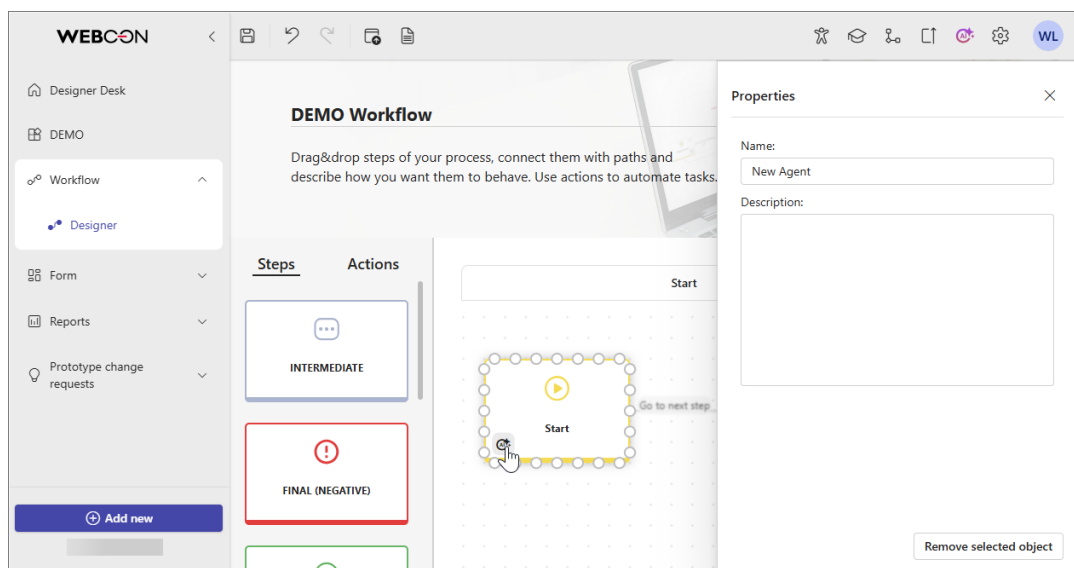 WEBCON
WL
Designer Desk
DEMO
Workflow
Designer
Form
Reports
Prototype change
requests
Add new
DEMO Workflow
Drag&drop steps of your process, connect them with paths and
describe how you want them to behave. Use actions to automate tasks.
Steps
Actions
INTERMEDIATE
FINAL (NEGATIVE)
Start
Start
AI
Go to next step
Properties
Name:
New Agent
Description:
Remove selected object